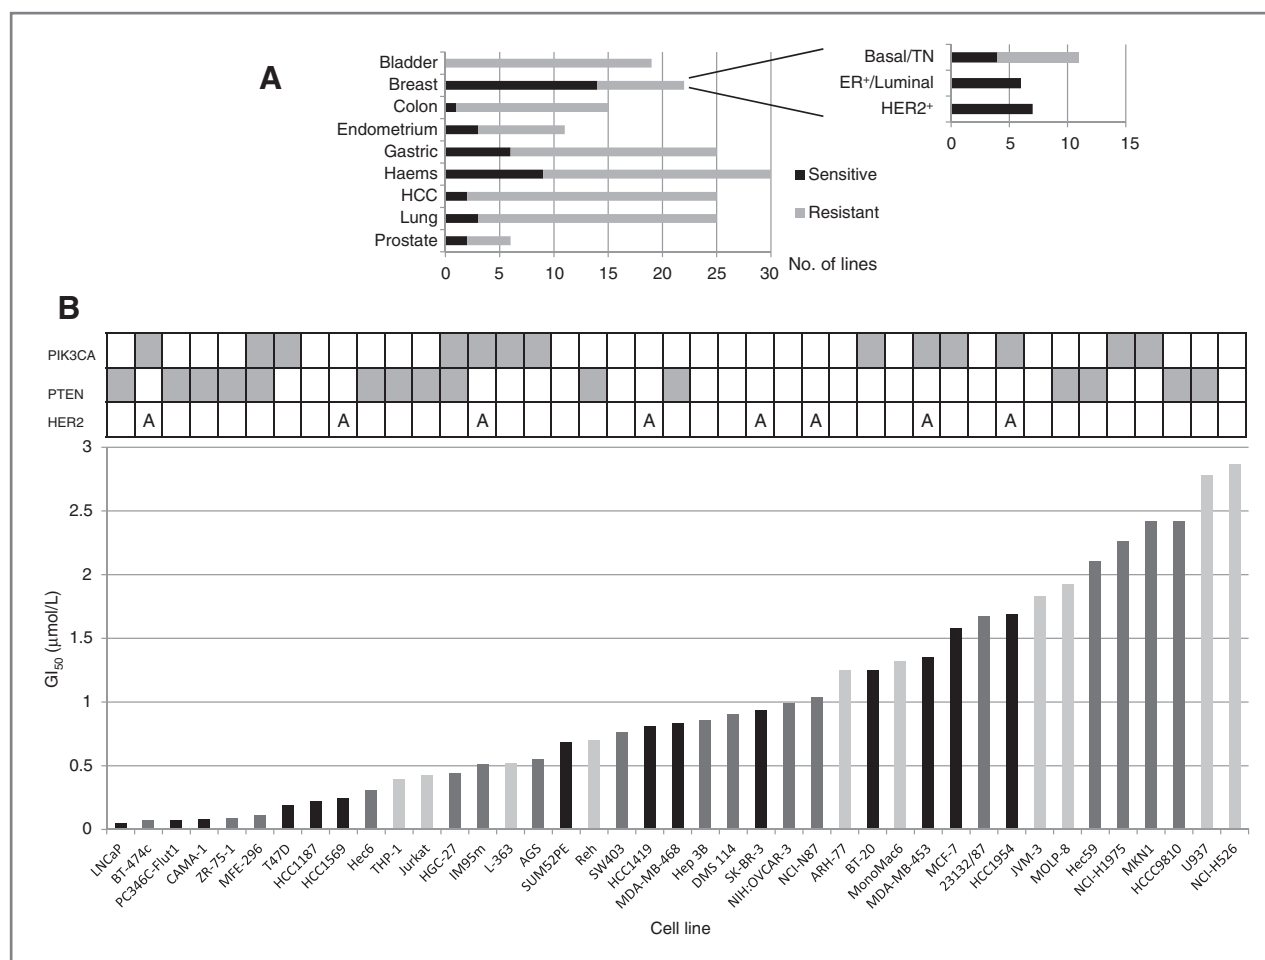 A
Bladder
Breast
Colon
Endometrium
Gastric
Haems
HCC
Lung
Prostate
0 5 10 15 20 25 30
No. of lines
Basal/TN
ER+/Luminal
HER2+
0 5 10 15
Sensitive
Resistant
B
PIK3CA
PTEN
HER2 A A A A A A A A
3
2.5
2
1.5
1
0.5
0
GI50 (μmol/L)
LNCaP
BT-474c
PC346C-Flut1
CAMA-1
ZR-75-1
MFE-296
T47D
HCC1187
HCC1569
Hec6
THP-1
Jurkat
HGC-27
IM95m
L-363
AGS
SUM52PE
Reh
SW403
HCC1419
MDA-MB-468
Hep 3B
DMS 114
SK-BR-3
NIH:OVCAR-3
NCI-N87
ARH-77
BT-20
MonoMac6
MDA-MB-453
MCF-7
23132/87
HCC1954
JVM-3
MOLP-8
Hec59
NCI-H1975
MKN1
HCCC9810
U937
NCI-H526
Cell line